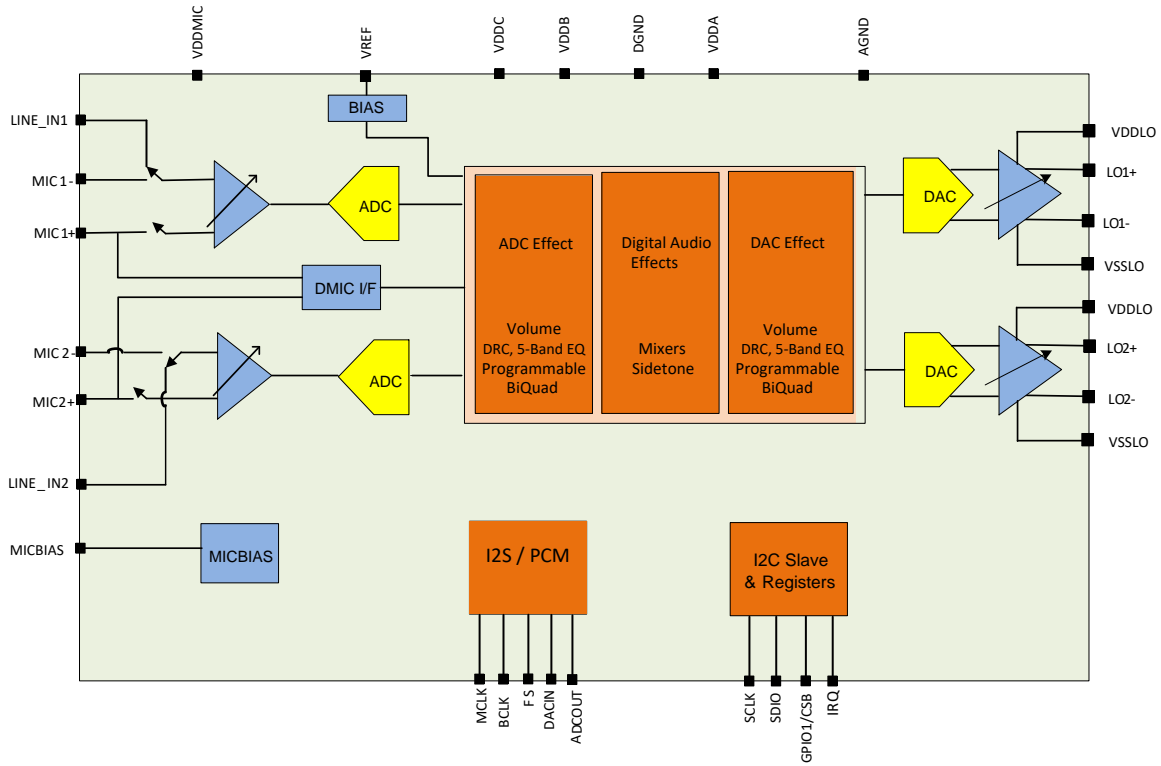 VDDMIC
VREF
VDDC
VDDB
DGND
VDDA
AGND
BIAS
LINE_IN1
MIC1-
MIC1+
ADC
DMIC I/F
MIC2-
MIC2+
ADC
LINE_IN2
MICBIAS
MICBIAS
ADC Effect
Volume
DRC, 5-Band EQ
Programmable
BiQuad
Digital Audio
Effects
Mixers
Sidetone
DAC Effect
Volume
DRC, 5-Band EQ
Programmable
BiQuad
DAC
VDDLO
LO1+
LO1-
VSSLO
DAC
VDDLO
LO2+
LO2-
VSSLO
I2S / PCM
MCLK
BCLK
FS
DACIN
ADCOUT
I2C Slave
& Registers
SCLK
SDIO
GPIO1/CSB
IRQ